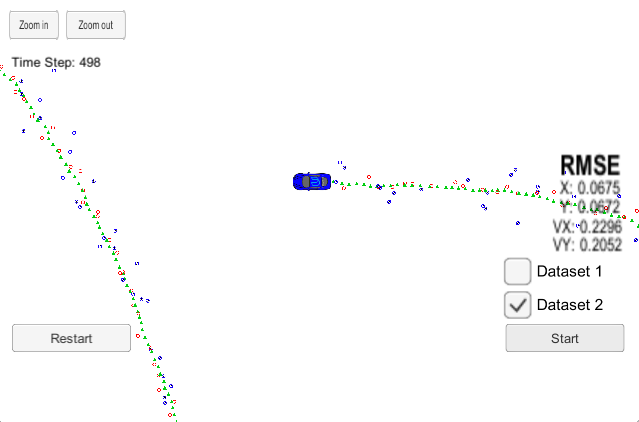 Zoom in Zoom out
Time Step: 498
RMSE
X: 0.0675
Y: 0.0672
VX: 0.2296
VY: 0.2052
Dataset 1
Dataset 2
Restart Start